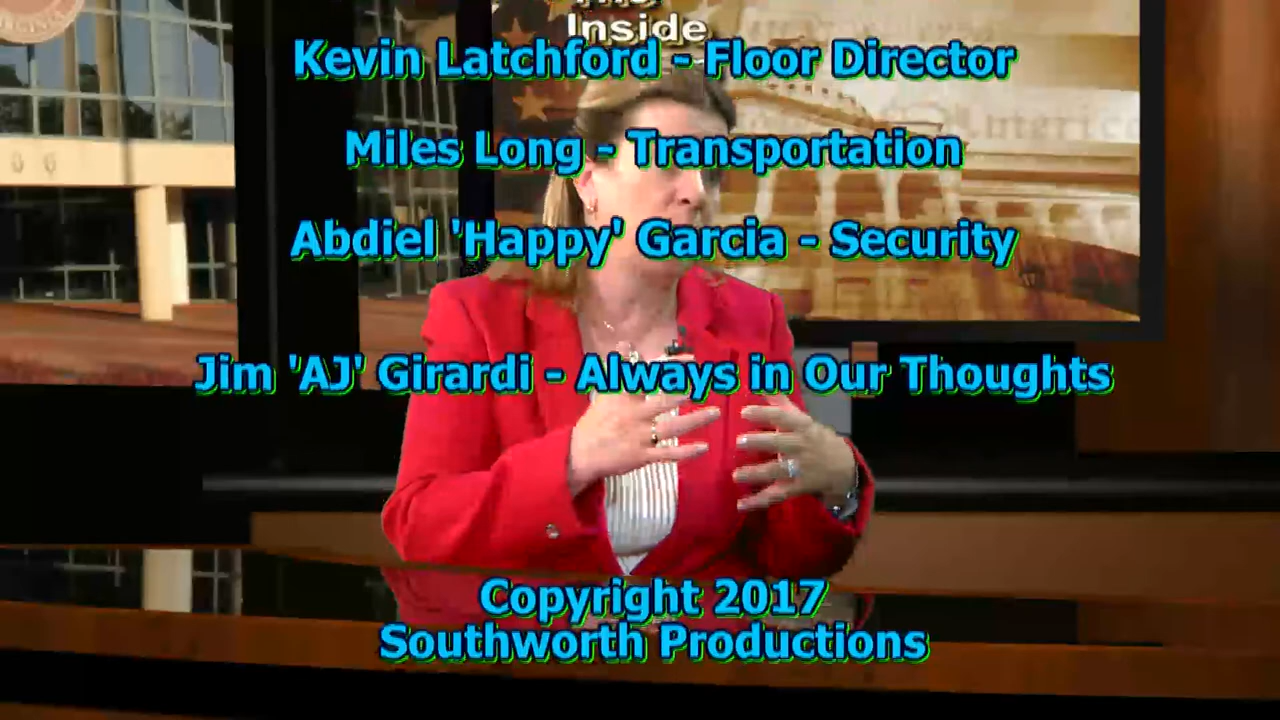 Inside
Kevin Latchford - Floor Director
Miles Long - Transportation
Abdiel 'Happy' Garcia - Security
Jim 'AJ' Girardi - Always in Our Thoughts
Copyright 2017
Southworth Productions